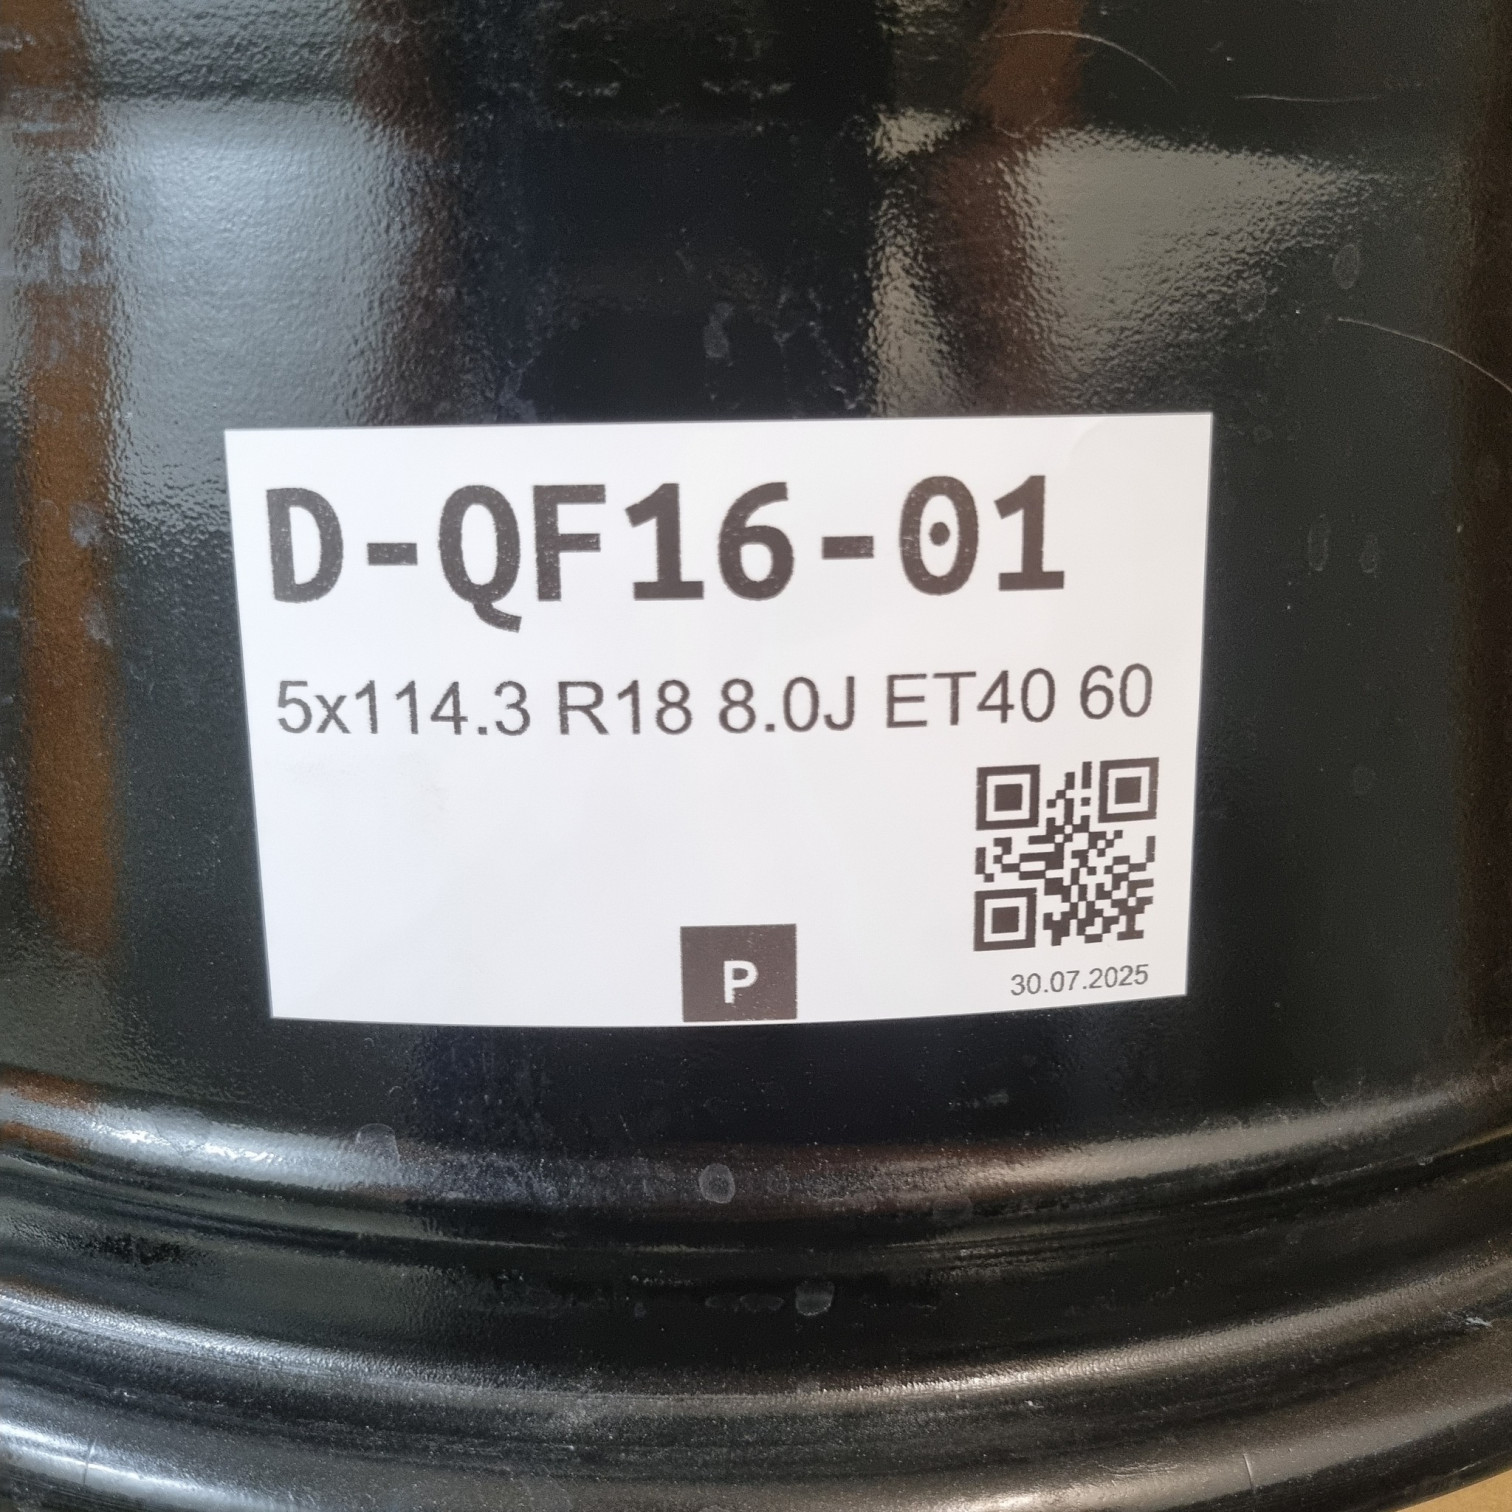 D-QF16-01
5x114.3 R18 8.0J ET40 60
P
30.07.2025